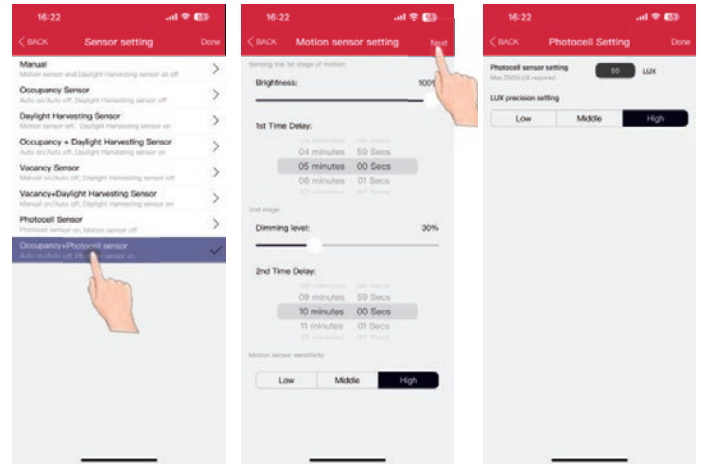 16:22
BACK
Sensor setting
Done
Manual
Motion sensor and Daylight Harvesting sensor all off
Occupancy Sensor
Auto on/Auto off, Daylight Harvesting sensor off
Daylight Harvesting Sensor
Motion sensor off, Daylight Harvesting sensor on
Occupancy + Daylight Harvesting Sensor
Auto on/Auto off, Daylight Harvesting sensor on
Vacancy Sensor
Manual on/Auto off, Daylight Harvesting sensor off
Vacancy+Daylight Harvesting Sensor
Manual on/Auto off, Daylight Harvesting sensor on
Photocell Sensor
Photocell sensor on, Motion sensor off
Occupancy+Photocell sensor
Auto on/Auto off, sensor on
16:22
BACK
Motion sensor setting
Next
Sensing the 1st stage of motion
Brightness:
1st Time Delay:
04 minutes 59 Secs
05 minutes 00 Secs
06 minutes 01 Secs
2nd stage:
Dimming level: 30%
2nd Time Delay:
09 minutes 59 Secs
10 minutes 00 Secs
11 minutes 01 Secs
Motion sensor sensitivity
Low Middle High
16:22
BACK
Photocell Setting
Done
Photocell sensor setting 50 LUX
required
LUX precision setting
Low Middle High